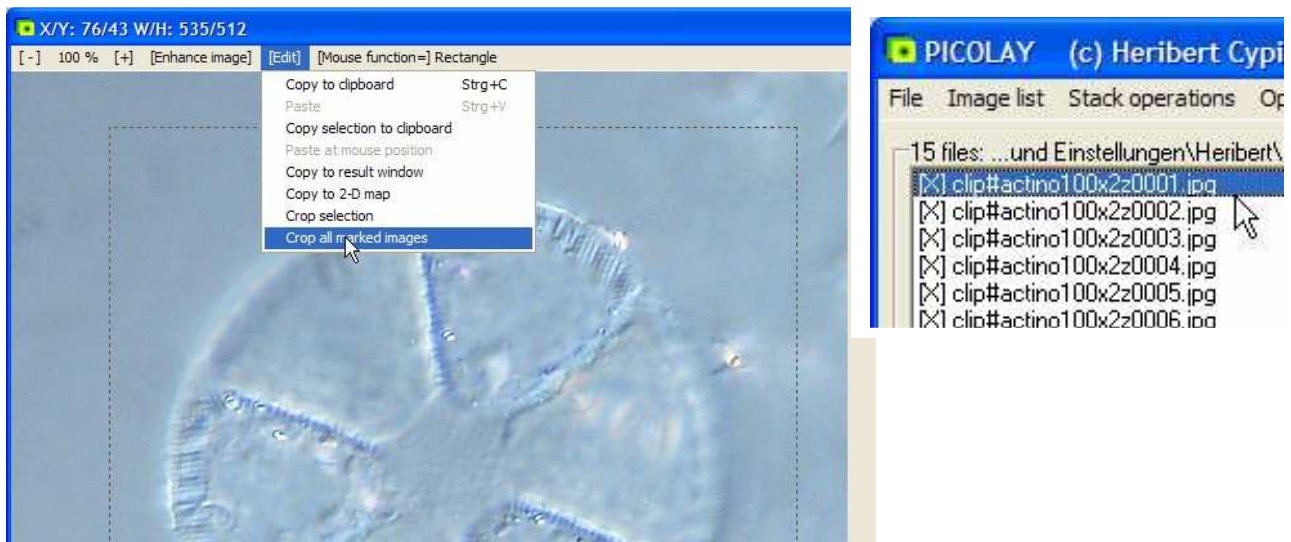 X/Y: 76/43 W/H: 535/512
[-] 100 % [+] [Enhance image] [Edit] [Mouse function=] Rectangle
Copy to clipboard Strg+C
Paste Strg+V
Copy selection to clipboard
Paste at mouse position
Copy to result window
Copy to 2-D map
Crop selection
Crop all marked images
PICOLAY (c) Heribert Cypi
File Image list Stack operations Op
15 files: ...und Einstellungen\Heribert\
[X] clip#actino100x2z0001.jpg
[X] clip#actino100x2z0002.jpg
[X] clip#actino100x2z0003.jpg
[X] clip#actino100x2z0004.jpg
[X] clip#actino100x2z0005.jpg
[X] clip#actino100x2z0006.jpg